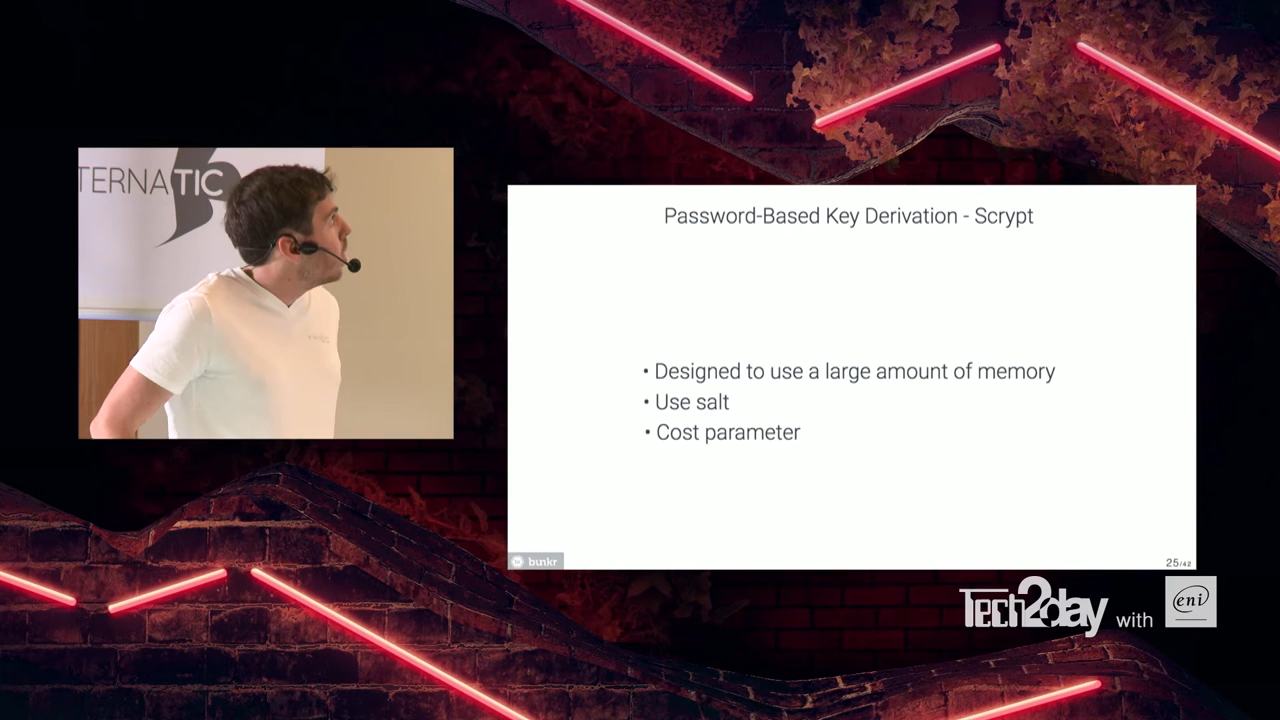 TERNATIC
Password-Based Key Derivation - Scrypt
• Designed to use a large amount of memory
• Use salt
• Cost parameter
bunkr
25/42
Tech2day with
eni